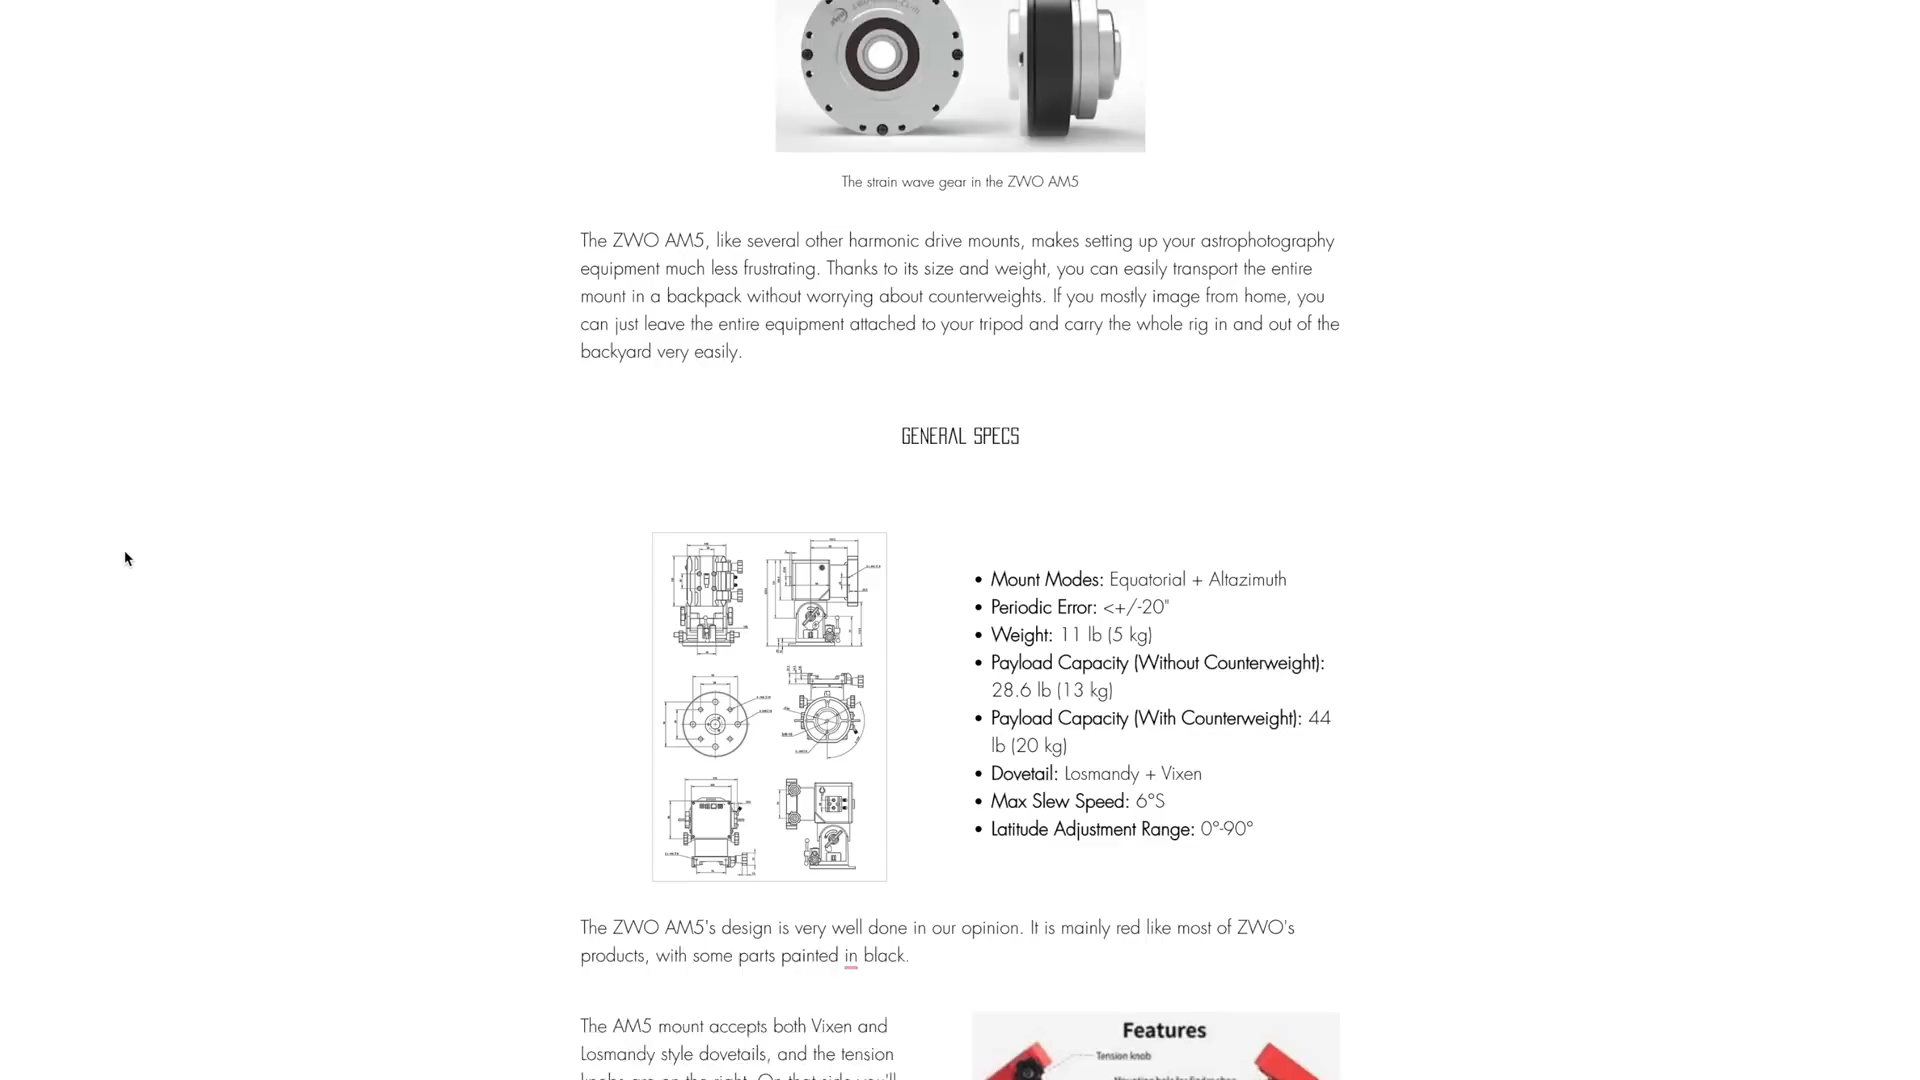 The strain wave gear in the ZWO AM5
The ZWO AM5, like several other harmonic drive mounts, makes setting up your astrophotography
equipment much less frustrating. Thanks to its size and weight, you can easily transport the entire
mount in a backpack without worrying about counterweights. If you mostly image from home, you
can just leave the entire equipment attached to your tripod and carry the whole rig in and out of the
backyard very easily.
GENERAL SPECS
• Mount Modes: Equatorial + Altazimuth
• Periodic Error: <+/-20"
• Weight: 11 lb (5 kg)
• Payload Capacity (Without Counterweight):
28.6 lb (13 kg)
• Payload Capacity (With Counterweight): 44
lb (20 kg)
• Dovetail: Losmandy + Vixen
• Max Slew Speed: 6°S
• Latitude Adjustment Range: 0°-90°
The ZWO AM5's design is very well done in our opinion. It is mainly red like most of ZWO's
products, with some parts painted in black.
The AM5 mount accepts both Vixen and
Losmandy style dovetails, and the tension
Features
Tension knob